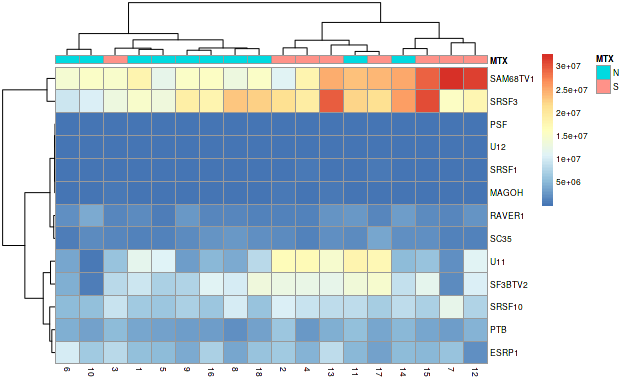 MTX
SAM68TV1
SRSF3
PSF
U12
SRSF1
MAGOH
RAVER1
SC35
U11
SF3BTV2
SRSF10
PTB
ESRP1
6 10 3 1 5 9 16 8 18 2 4 13 11 17 14 15 7 12
3e+07
2.5e+07
2e+07
1.5e+07
1e+07
5e+06
MTX
N
S